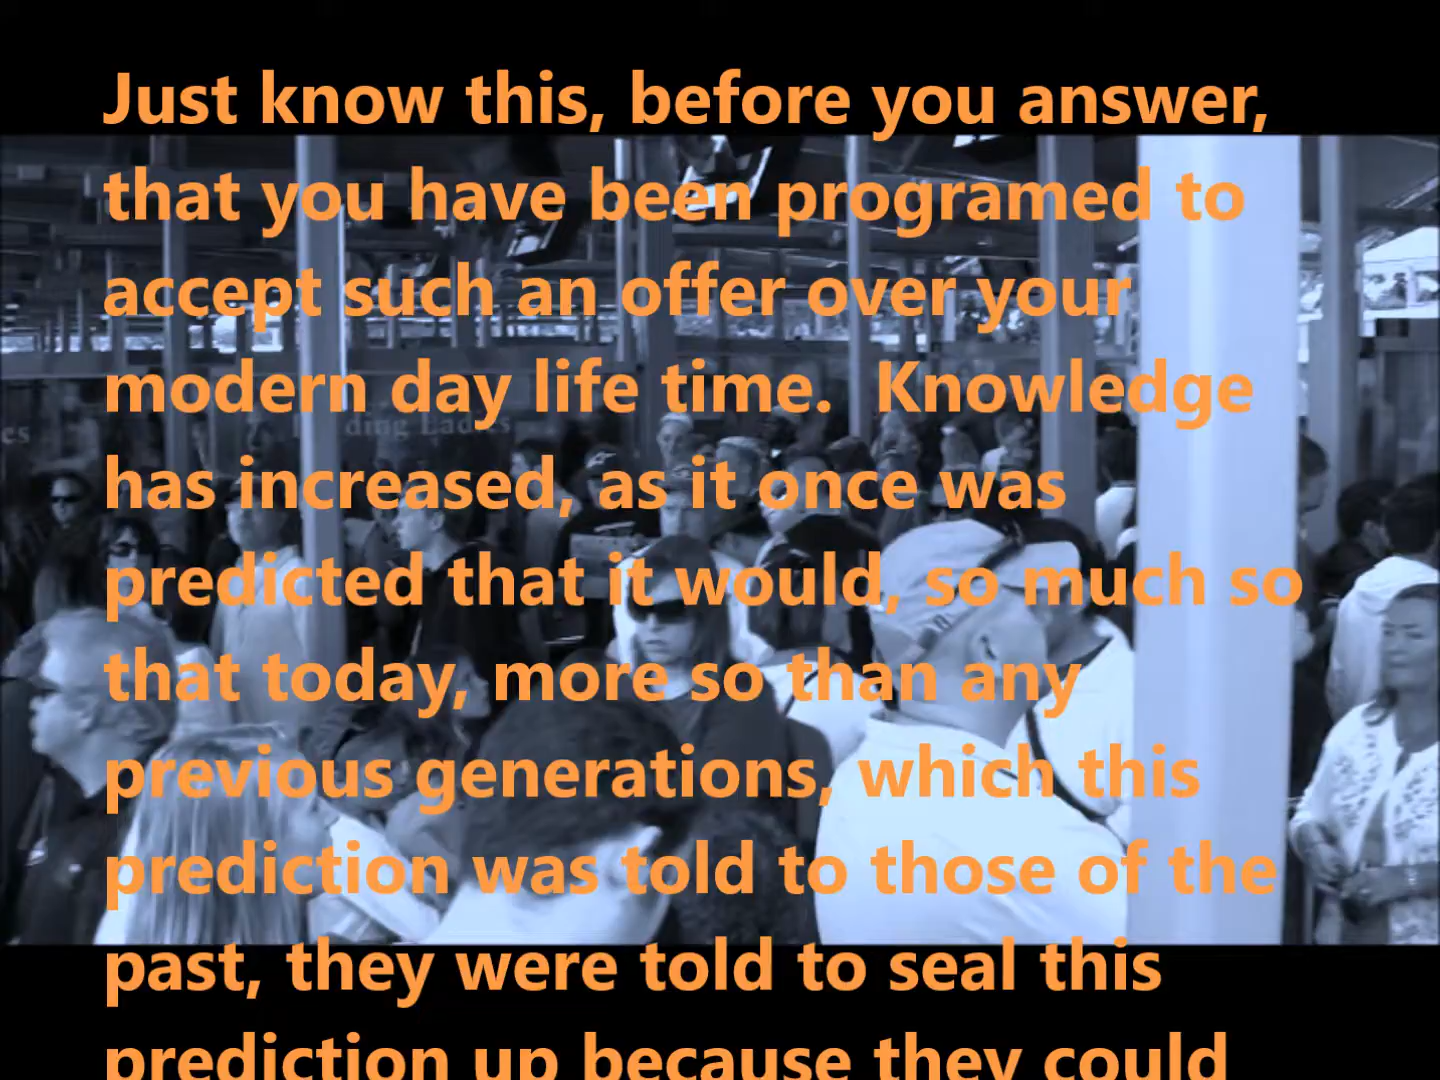 Just know this, before you answer,
that you have been programed to
accept such an offer over your
modern day life time.  Knowledge
has increased, as it once was
predicted that it would, so much so
that today, more so than any
previous generations, which this
prediction was told to those of the
past, they were told to seal this
prediction up because they could
es
ding Ladies